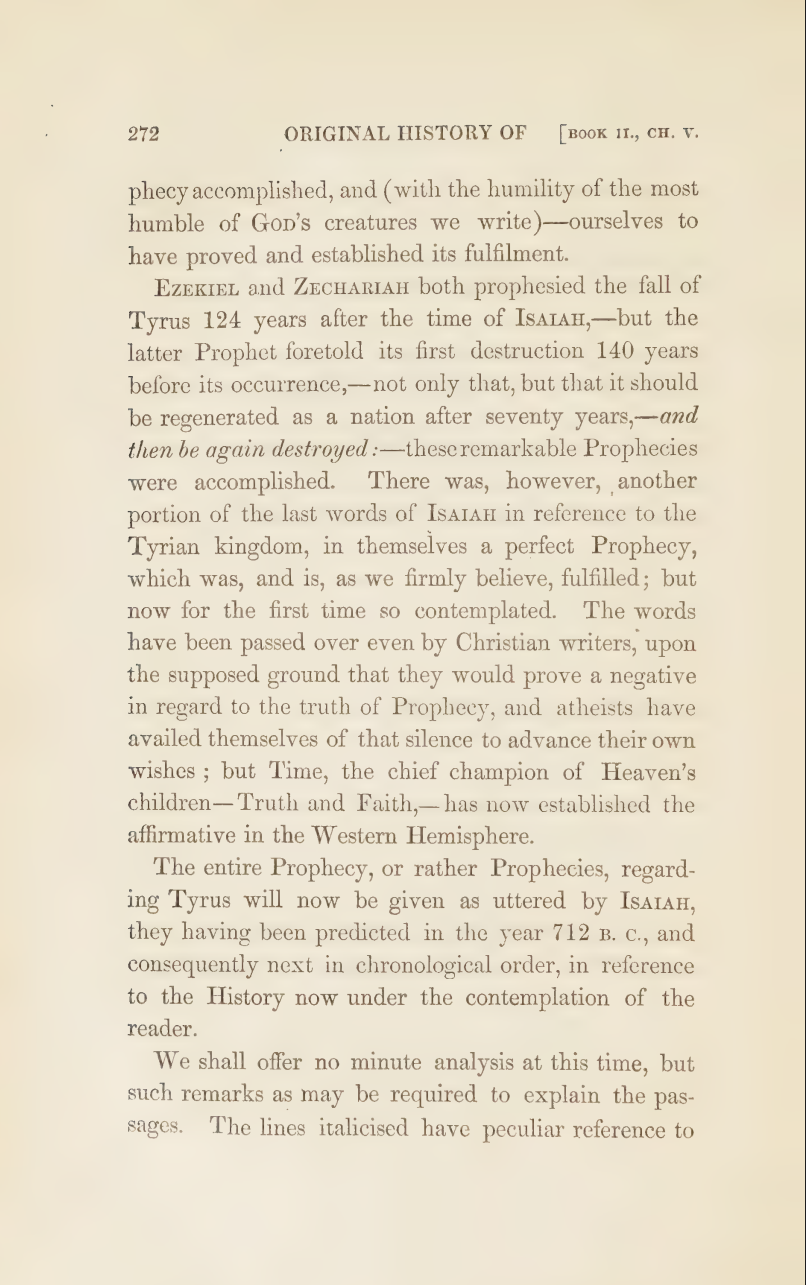 272 ORIGINAL HISTORY OF [BOOK II., CH. V.
phecy accomplished, and (with the humility of the most
humble of GOD'S creatures we write)—ourselves to
have proved and established its fulfilment.
EZEKIEL and ZECHARIAH both prophesied the fall of
Tyrus 124 years after the time of ISAIAH,—but the
latter Prophet foretold its first destruction 140 years
before its occurrence,—not only that, but that it should
be regenerated as a nation after seventy years,—and
then be again destroyed:—these remarkable Prophecies
were accomplished. There was, however, another
portion of the last words of ISAIAH in reference to the
Tyrian kingdom, in themselves a perfect Prophecy,
which was, and is, as we firmly believe, fulfilled; but
now for the first time so contemplated. The words
have been passed over even by Christian writers, upon
the supposed ground that they would prove a negative
in regard to the truth of Prophecy, and atheists have
availed themselves of that silence to advance their own
wishes; but Time, the chief champion of Heaven's
children—Truth and Faith,—has now established the
affirmative in the Western Hemisphere.
The entire Prophecy, or rather Prophecies, regard-
ing Tyrus will now be given as uttered by ISAIAH,
they having been predicted in the year 712 B. C., and
consequently next in chronological order, in reference
to the History now under the contemplation of the
reader.
We shall offer no minute analysis at this time, but
such remarks as may be required to explain the pas-
sages. The lines italicised have peculiar reference to